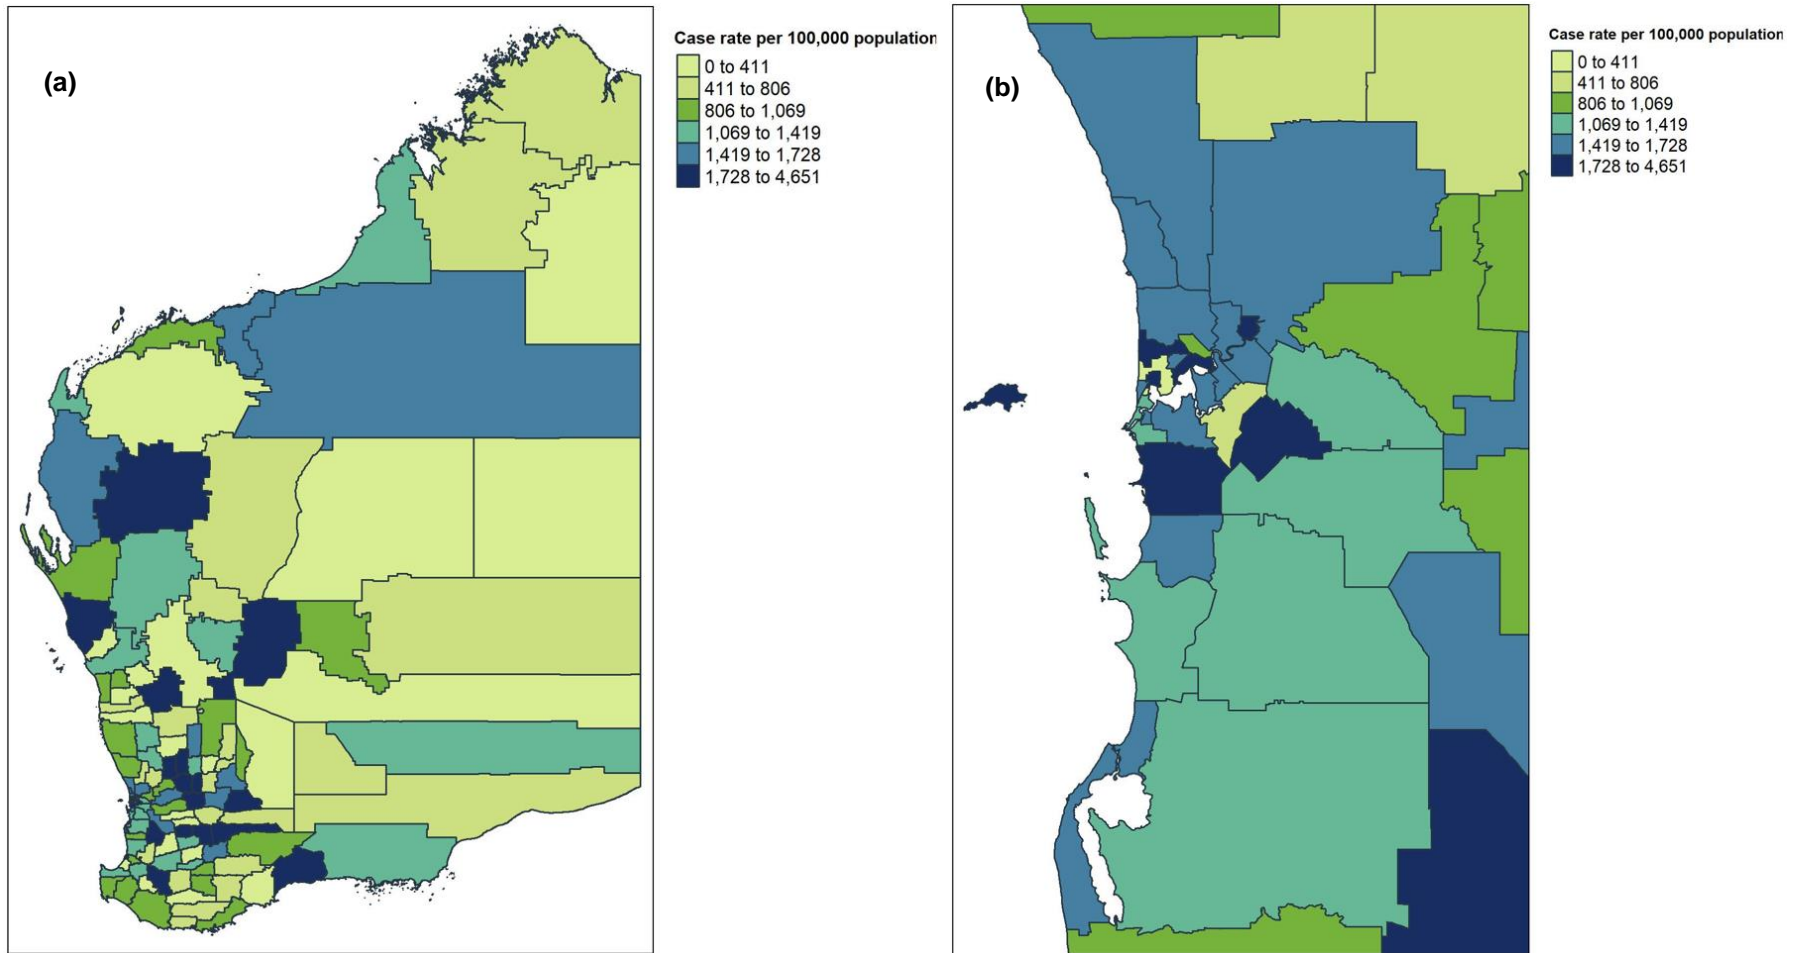 (a)
Case rate per 100,000 population
0 to 411
411 to 806
806 to 1,069
1,069 to 1,419
1,419 to 1,728
1,728 to 4,651
(b)
Case rate per 100,000 population
0 to 411
411 to 806
806 to 1,069
1,069 to 1,419
1,419 to 1,728
1,728 to 4,651